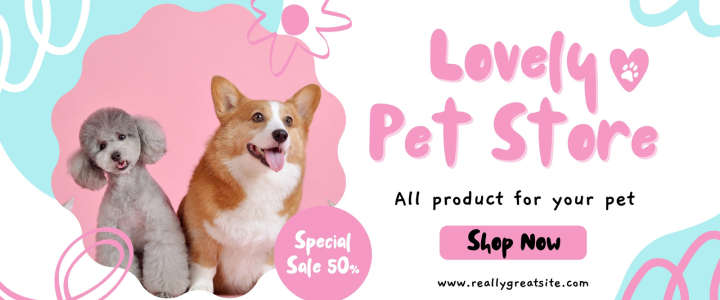 Lovely
Pet Store
All product for your pet
Shop Now
www.reallygreatsite.com
Special
Sale 50%